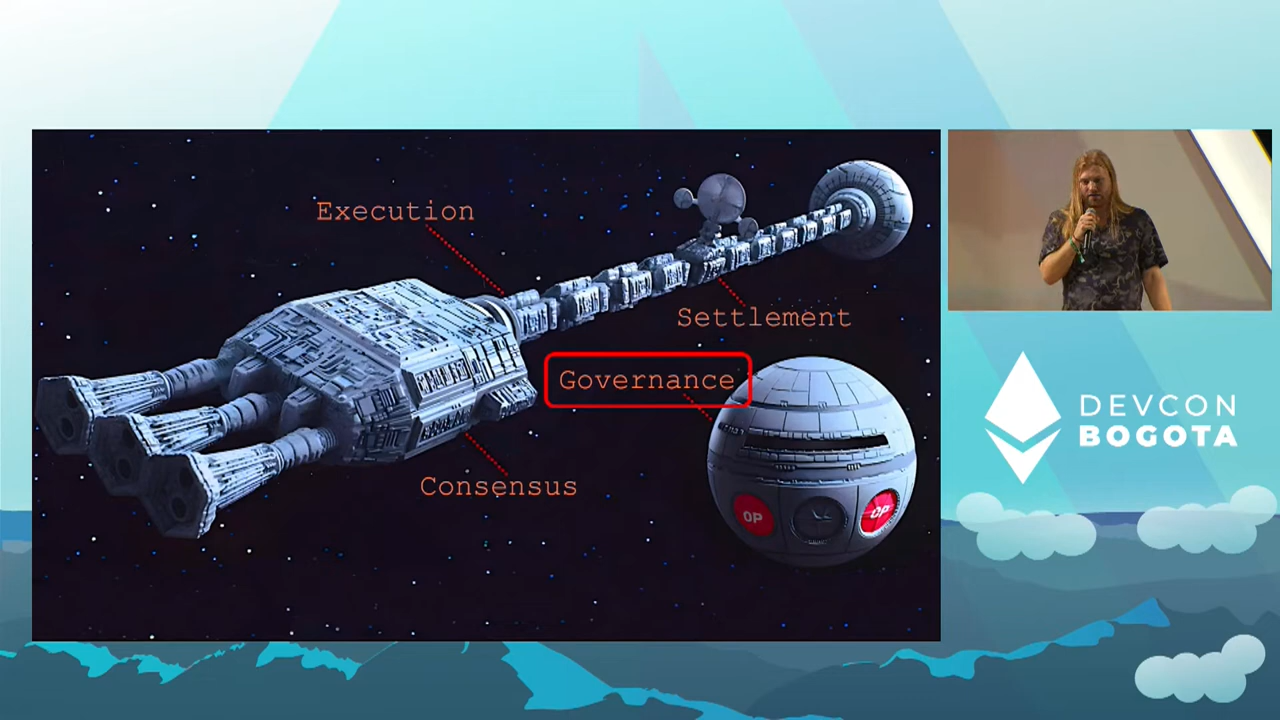 Execution
Settlement
Governance
Consensus
OP
OP
DEVCON
BOGOTA